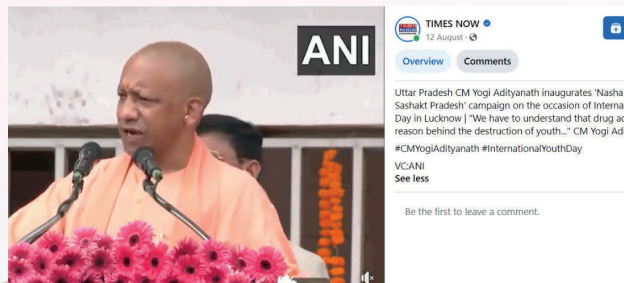 ANI
TIMES NOW
12 August
Overview
Comments
Uttar Pradesh CM Yogi Adityanath inaugurates 'Nasha
Sashakt Pradesh' campaign on the occasion of Interna
Day in Lucknow | "We have to understand that drug ad
reason behind the destruction of youth..." CM Yogi Adi
#CMYogiAdityanath #InternationalYouthDay
VC:ANI
See less
Be the first to leave a comment.